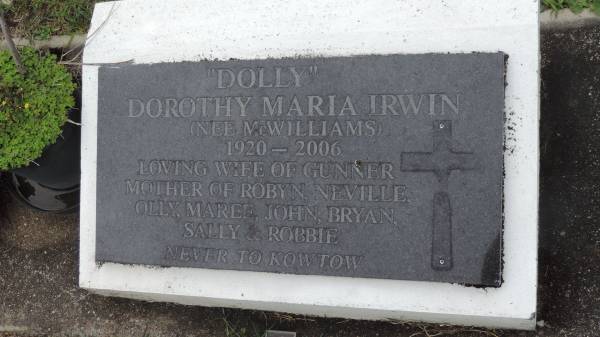 "DOLLY"
DOROTHY MARIA IRWIN
(NEE McWILLIAMS)
1920 - 2006
LOVING WIFE OF GUNNER
MOTHER OF ROBYN, NEVILLE,
OLLY, MAREE, JOHN, BRYAN,
SALLY & ROBBIE
NEVER TO KOWTOW